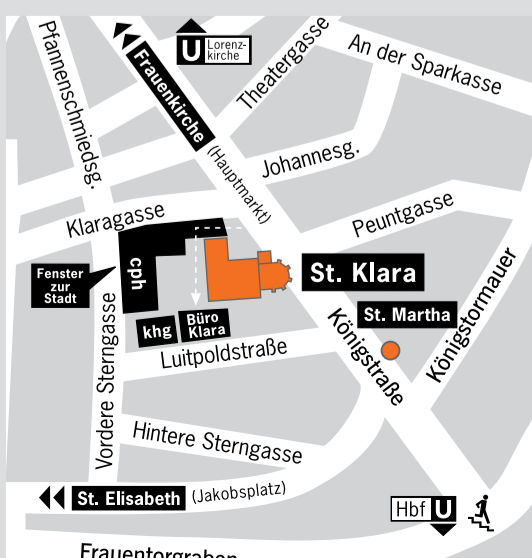 Pfannenschmiedsg.
Frauenkirche
(Hauptmarkt)
U Lorenz-
kirche
Theatergasse
An der Sparkasse
Johannesg.
Klaragasse
Peuntgasse
Fenster
zur
Stadt
cph
St. Klara
St. Martha
khg
Büro
Klara
Luitpoldstraße
Königstraße
Königstormauer
Vordere Sterngasse
Hintere Sterngasse
St. Elisabeth (Jakobsplatz)
Hbf U
Frauentorgraben